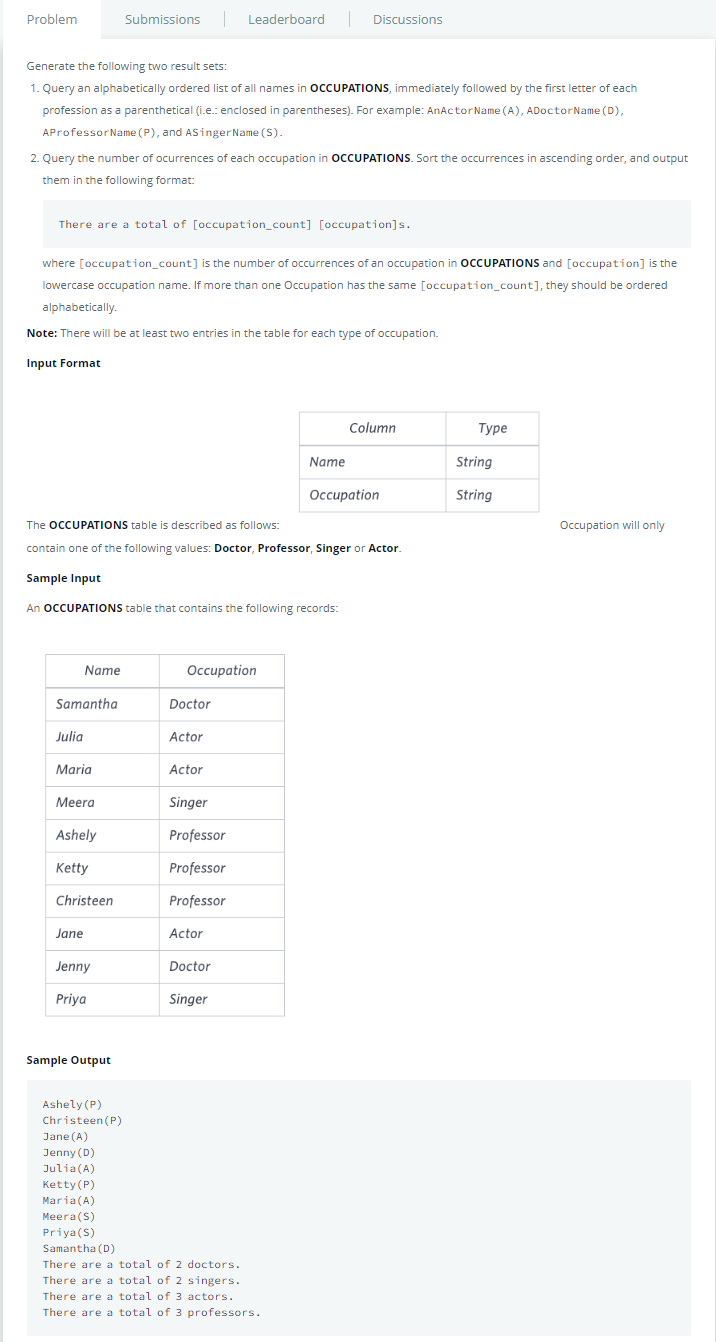 Problem Submissions Leaderboard Discussions
Generate the following two result sets:
1. Query an alphabetically ordered list of all names in OCCUPATIONS, immediately followed by the first letter of each
profession as a parenthetical (i.e.: enclosed in parentheses). For example: AnActorName(A), ADoctorName(D),
AProfessorName(P), and ASingerName(S).
2. Query the number of ocurrences of each occupation in OCCUPATIONS. Sort the occurrences in ascending order, and output
them in the following format:
There are a total of [occupation_count] [occupation]s.
where [occupation_count] is the number of occurrences of an occupation in OCCUPATIONS and [occupation] is the
lowercase occupation name. If more than one Occupation has the same [occupation_count], they should be ordered
alphabetically.
Note: There will be at least two entries in the table for each type of occupation.
Input Format
Column Type
Name String
Occupation String
The OCCUPATIONS table is described as follows: Occupation will only
contain one of the following values: Doctor, Professor, Singer or Actor.
Sample Input
An OCCUPATIONS table that contains the following records:
Name Occupation
Samantha Doctor
Julia Actor
Maria Actor
Meera Singer
Ashely Professor
Ketty Professor
Christeen Professor
Jane Actor
Jenny Doctor
Priya Singer
Sample Output
Ashely(P)
Christeen(P)
Jane(A)
Jenny(D)
Julia(A)
Ketty(P)
Maria(A)
Meera(S)
Priya(S)
Samantha(D)
There are a total of 2 doctors.
There are a total of 2 singers.
There are a total of 3 actors.
There are a total of 3 professors.